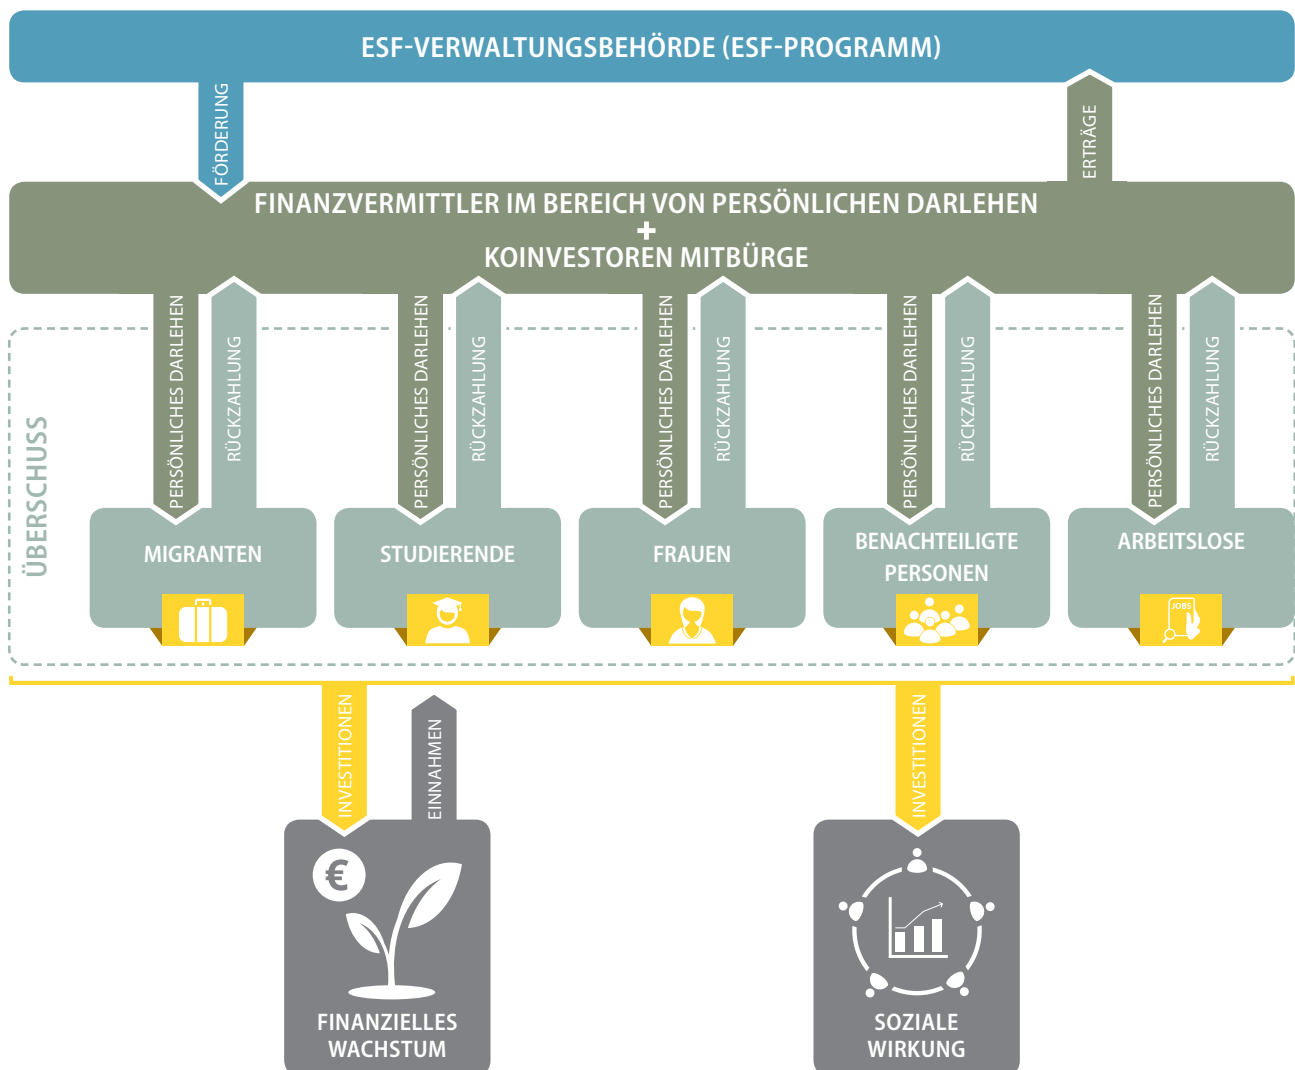 ESF-VERWALTUNGSBEHÖRDE (ESF-PROGRAMM)
FÖRDERUNG
ERTRÄGE
FINANZVERMITTLER IM BEREICH VON PERSÖNLICHEN DARLEHEN
+
KOINVESTOREN MITBÜRGE
PERSÖNLICHES DARLEHEN
RÜCKZAHLUNG
PERSÖNLICHES DARLEHEN
RÜCKZAHLUNG
PERSÖNLICHES DARLEHEN
RÜCKZAHLUNG
PERSÖNLICHES DARLEHEN
RÜCKZAHLUNG
PERSÖNLICHES DARLEHEN
RÜCKZAHLUNG
ÜBERSCHUSS
MIGRANTEN
STUDIERENDE
FRAUEN
BENACHTEILIGTE
PERSONEN
ARBEITSLOSE
JOBS
INVESTITIONEN
EINNAHMEN
INVESTITIONEN
€
FINANZIELLES
WACHSTUM
SOZIALE
WIRKUNG